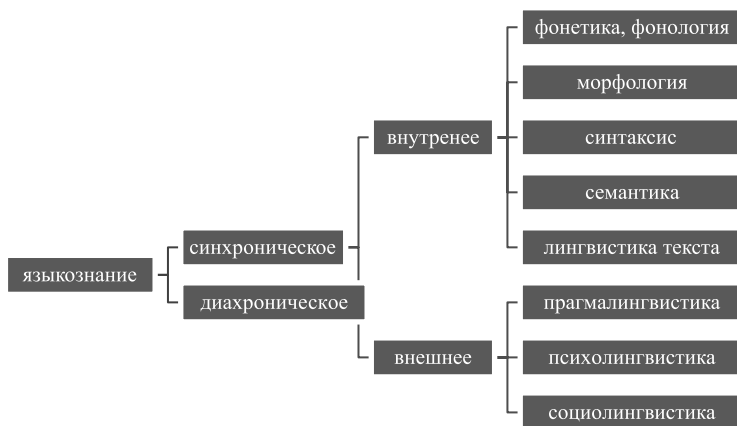 языкознание
синхроническое
диахроническое
внутренее
внешнее
фонетика, фонология
морфология
синтаксис
семантика
лингвистика текста
прагмалингвистика
психолингвистика
социолингвистика